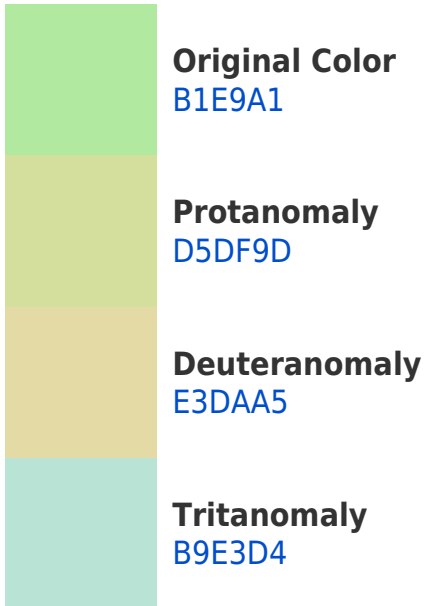 Original Color
B1E9A1
Protanomaly
D5DF9D
Deuteranomaly
E3DAA5
Tritanomaly
B9E3D4